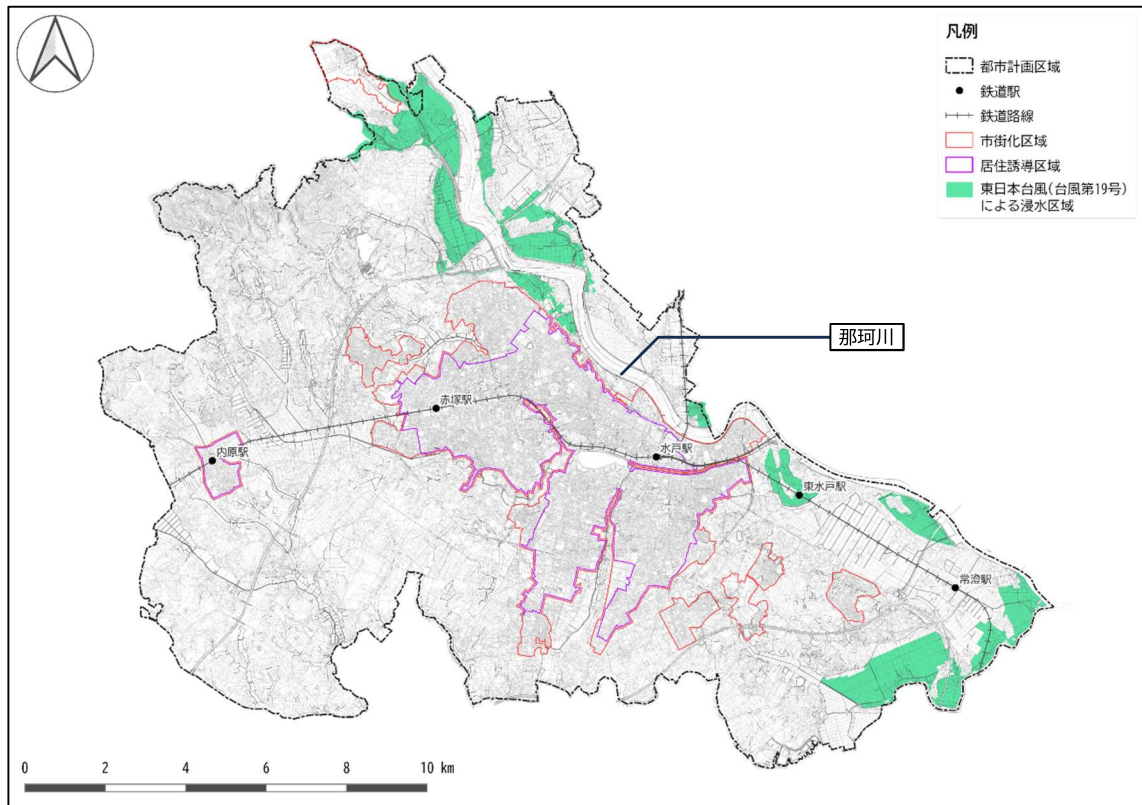 凡例
都市計画区域
鉄道駅
鉄道路線
市街化区域
居住誘導区域
東日本台風(台風第19号)
による浸水区域
那珂川
赤塚駅
内原駅
水戸駅
東水戸駅
常澄駅
0 2 4 6 8 10 km